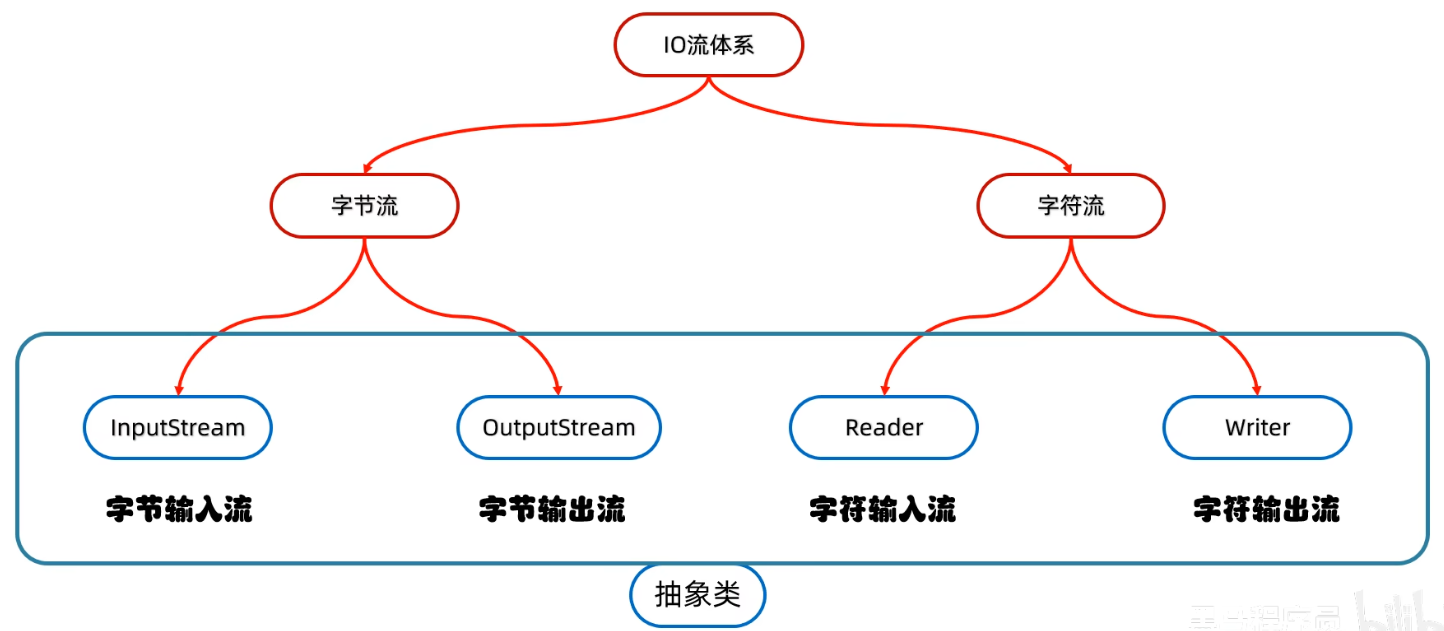 IO流体系
字节流
字符流
InputStream
OutputStream
Reader
Writer
字节输入流
字节输出流
字符输入流
字符输出流
抽象类